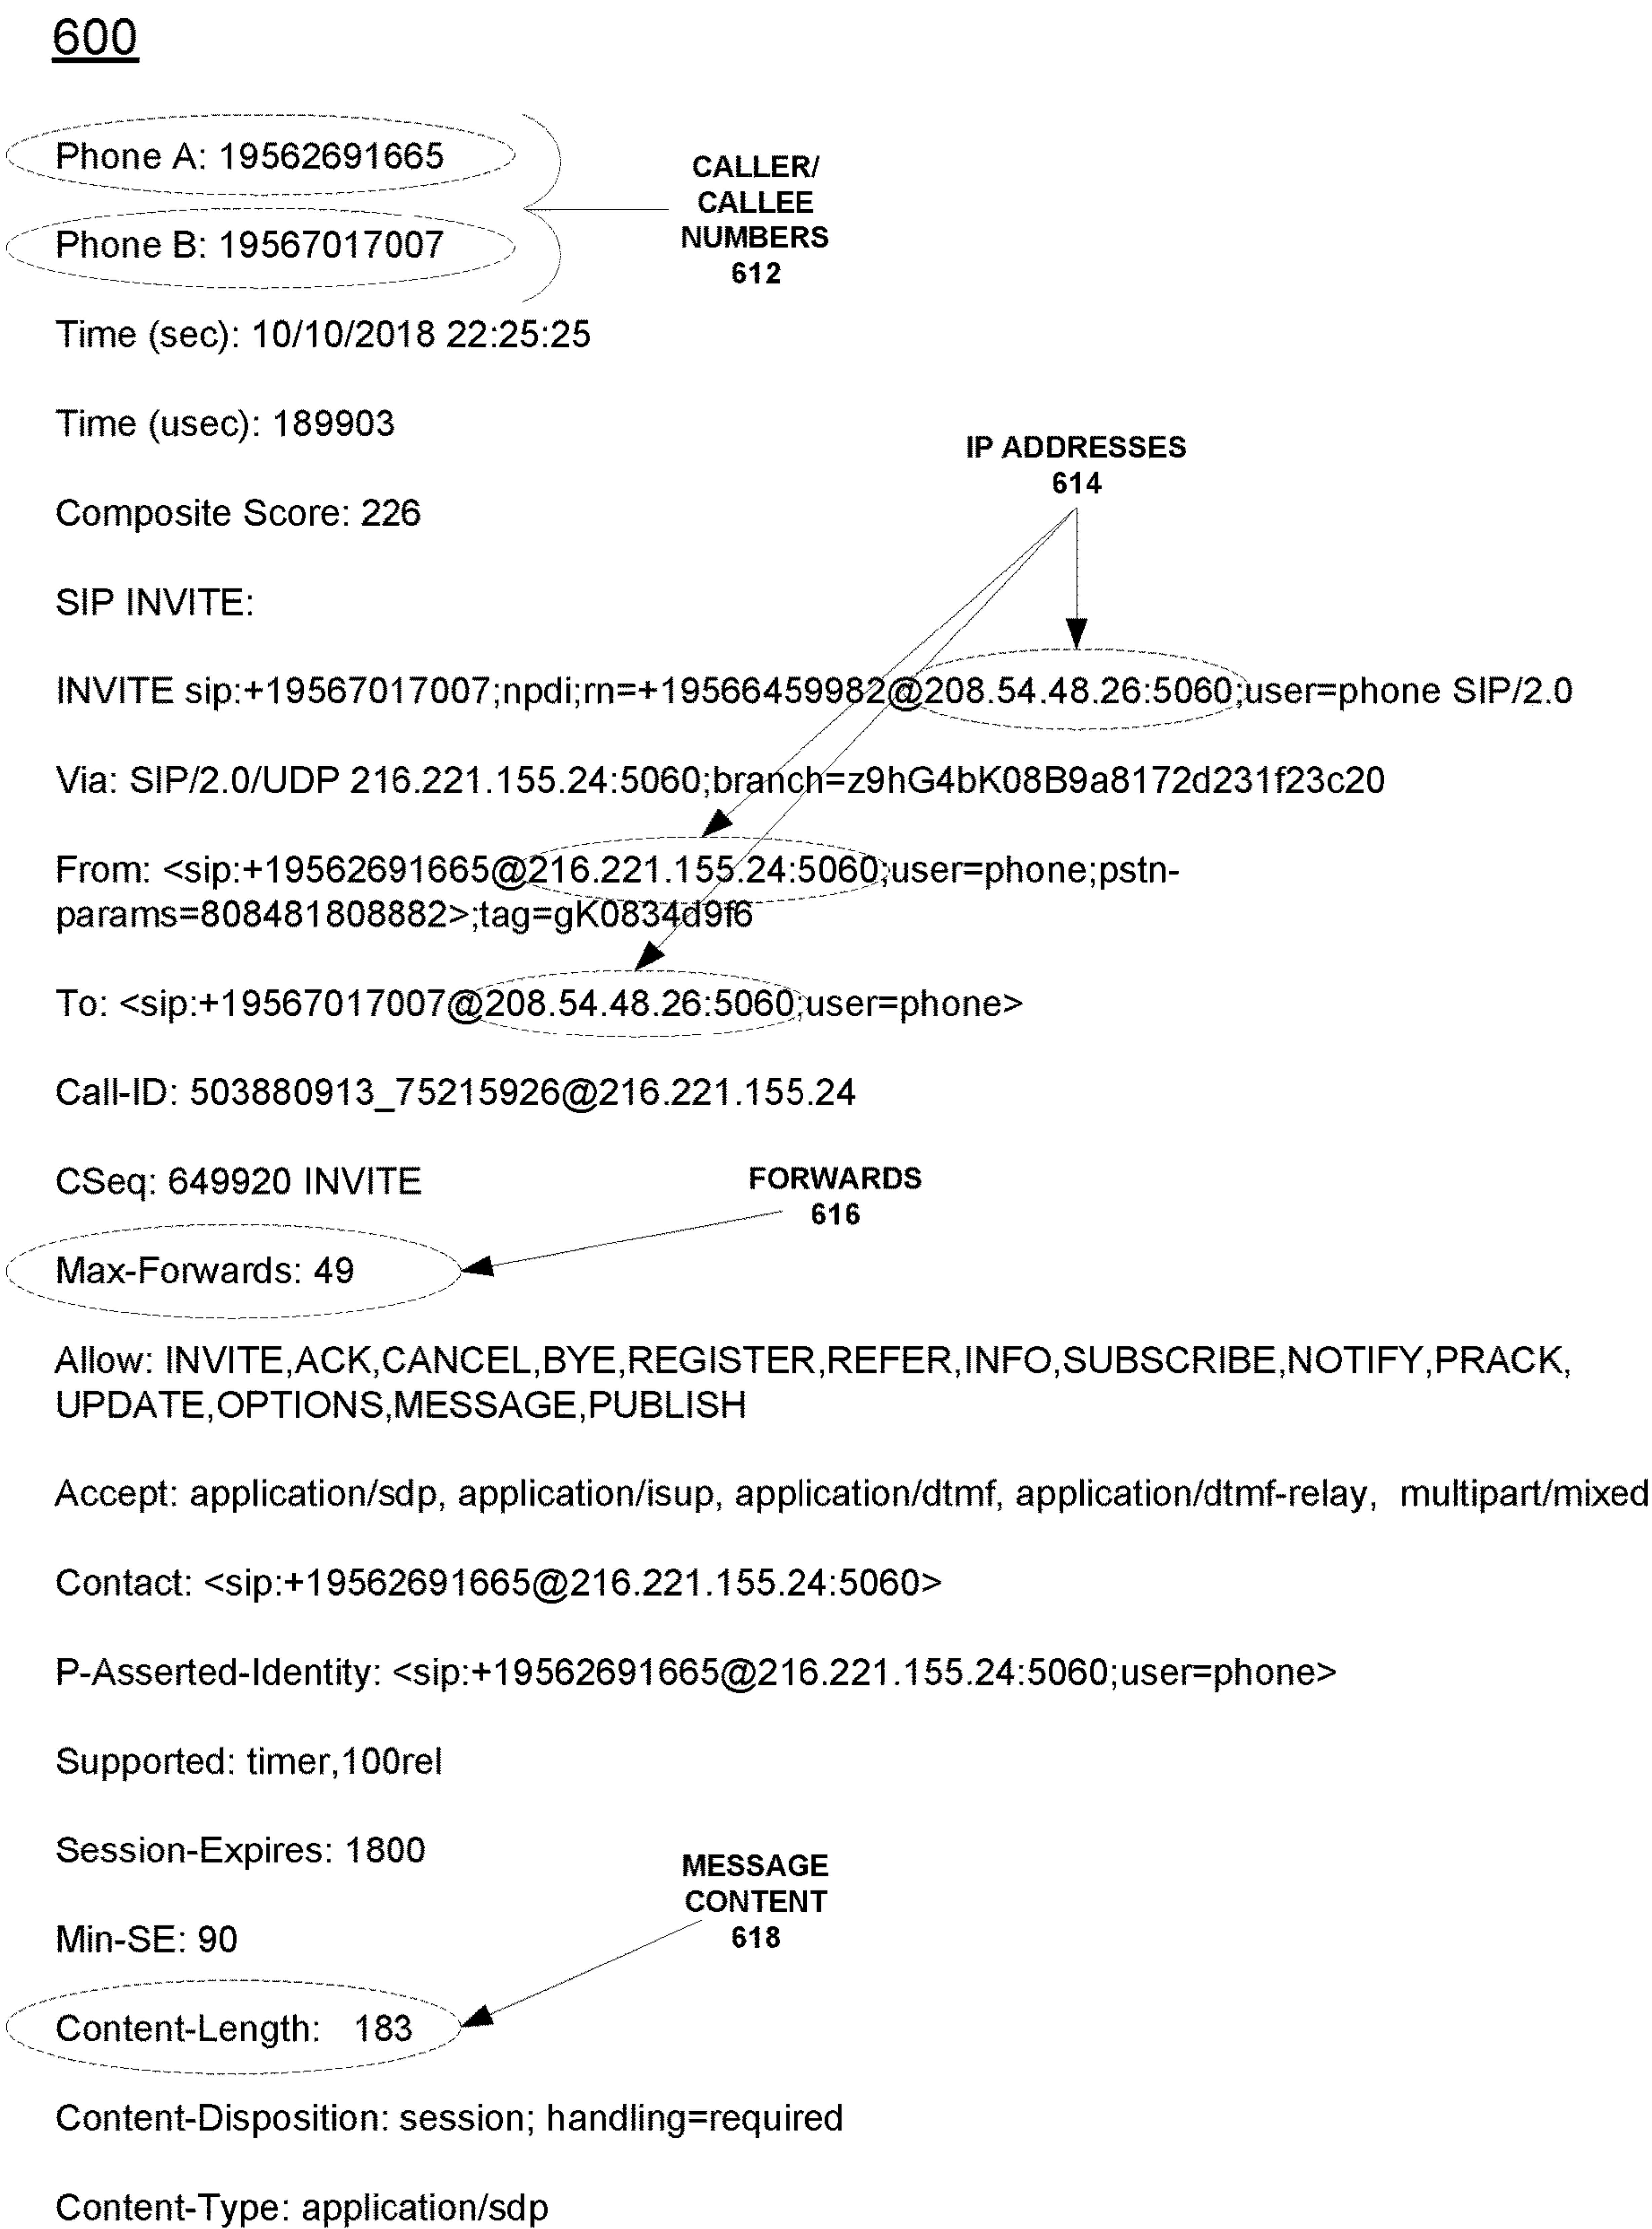 600
Phone A: 19562691665
CALLER/
CALLEE
NUMBERS
612
Phone B: 19567017007
Time (sec): 10/10/2018 22:25:25
Time (usec): 189903
IP ADDRESSES
614
Composite Score: 226
SIP INVITE:
INVITE sip:+19567017007;npdi;rn=+19566459982@208.54.48.26:5060;user=phone SIP/2.0
Via: SIP/2.0/UDP 216.221.155.24:5060;branch=z9hG4bK08B9a8172d231f23c20
From: <sip:+19562691665@216.221.155.24:5060;user=phone;pstn-
params=808481808882>;tag=gK0834d9f6
To: <sip:+19567017007@208.54.48.26:5060;user=phone>
Call-ID: 503880913_75215926@216.221.155.24
CSeq: 649920 INVITE
FORWARDS
616
Max-Forwards: 49
Allow: INVITE,ACK,CANCEL,BYE,REGISTER,REFER,INFO,SUBSCRIBE,NOTIFY,PRACK,
UPDATE,OPTIONS,MESSAGE,PUBLISH
Accept: application/sdp, application/isup, application/dtmf, application/dtmf-relay,  multipart/mixed
Contact: <sip:+19562691665@216.221.155.24:5060>
P-Asserted-Identity: <sip:+19562691665@216.221.155.24:5060;user=phone>
Supported: timer,100rel
Session-Expires: 1800
MESSAGE
CONTENT
618
Min-SE: 90
Content-Length:   183
Content-Disposition: session; handling=required
Content-Type: application/sdp